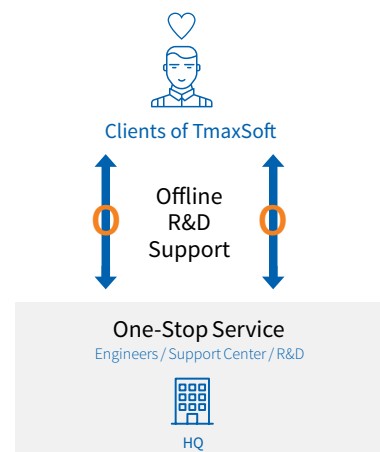 Clients of TmaxSoft
Offline
R&D
Support
O
O
One-Stop Service
Engineers / Support Center / R&D
HQ